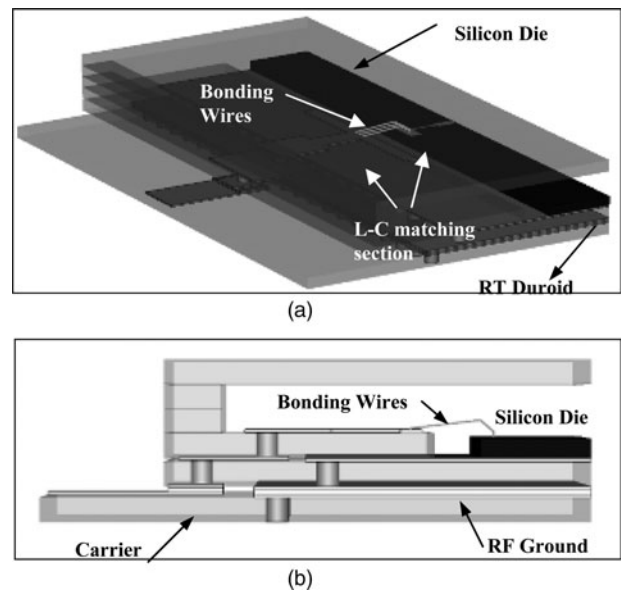 Silicon Die
Bonding
Wires
L-C matching
section
RT Duroid
(a)
Bonding Wires
Silicon Die
Carrier
RF Ground
(b)